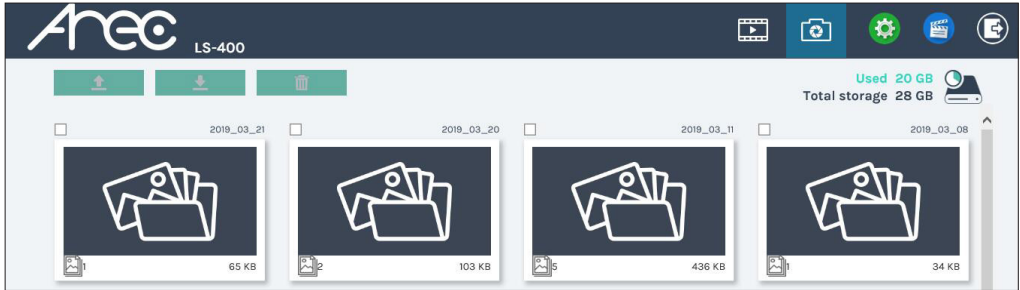 Arec LS-400
Used 20 GB
Total storage 28 GB
2019_03_21 2019_03_20 2019_03_11 2019_03_08
1 65 KB 2 103 KB 5 436 KB 1 34 KB